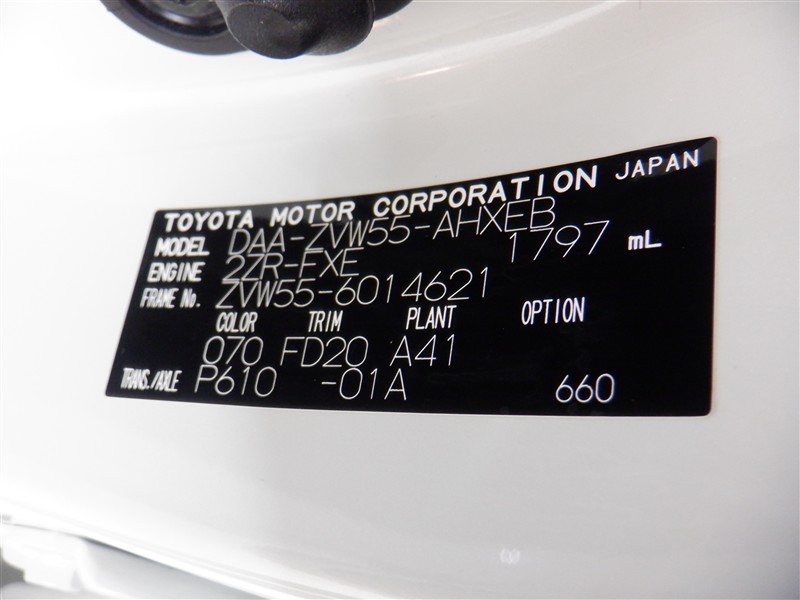 TOYOTA MOTOR CORPORATION JAPAN
MODEL DAA-ZVW55-AHXEB
ENGINE 2ZR-FXE 1797 mL
FRAME No. ZVW55-6014621
COLOR TRIM PLANT OPTION
070 FD20 A41
TRANS./AXLE P610 -01A 660